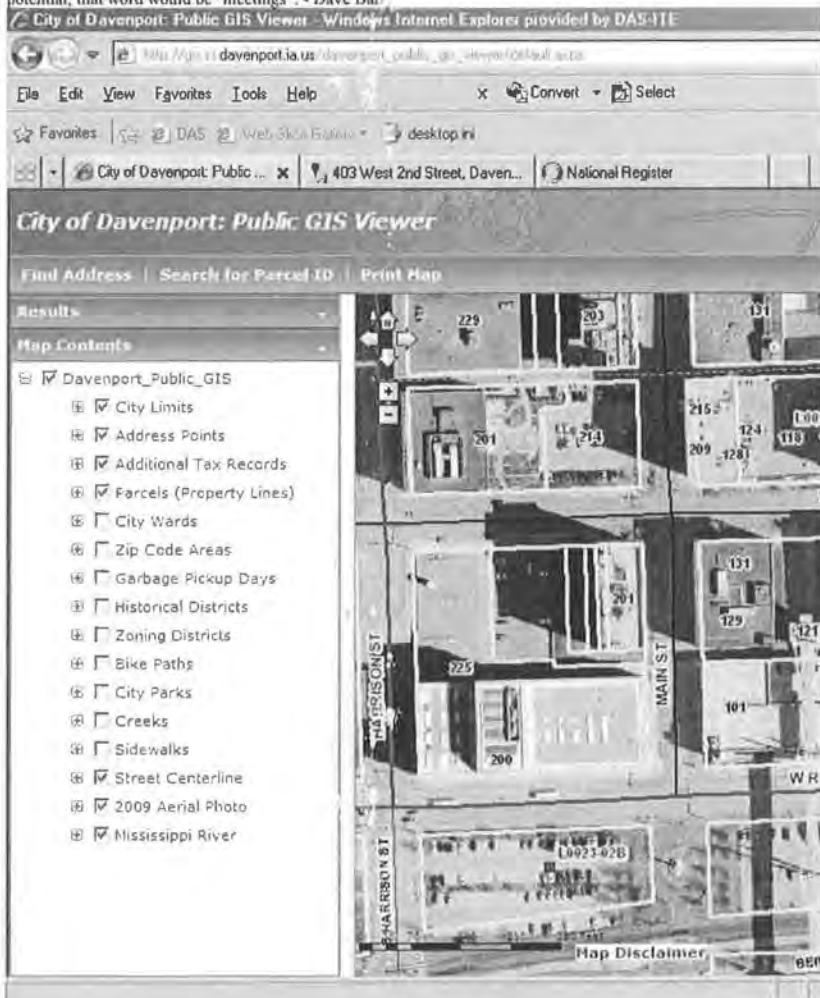 potential, that word would be "meetings". - Dave Bar
City of Davenport: Public GIS Viewer - Windows Internet Explorer provided by DAS-ITE
davenport.ia.us/
File Edit View Favorites Tools Help x Convert Select
Favorites DAS desktop.ini
City of Davenport: Public ... x 403 West 2nd Street, Daven... National Register
City of Davenport: Public GIS Viewer
Find Address | Search for Parcel ID | Print Map
Results
Map Contents
Davenport_Public_GIS
City Limits
Address Points
Additional Tax Records
Parcels (Property Lines)
City Wards
Zip Code Areas
Garbage Pickup Days
Historical Districts
Zoning Districts
Bike Paths
City Parks
Creeks
Sidewalks
Street Centerline
2009 Aerial Photo
Mississippi River
229
203
131
201
214
215
209
128
124
118
L00
201
131
129
121
225
HARRISON ST
MAIN ST
200
101
W R
L0023-02B
S HARRISON ST
Map Disclaimer